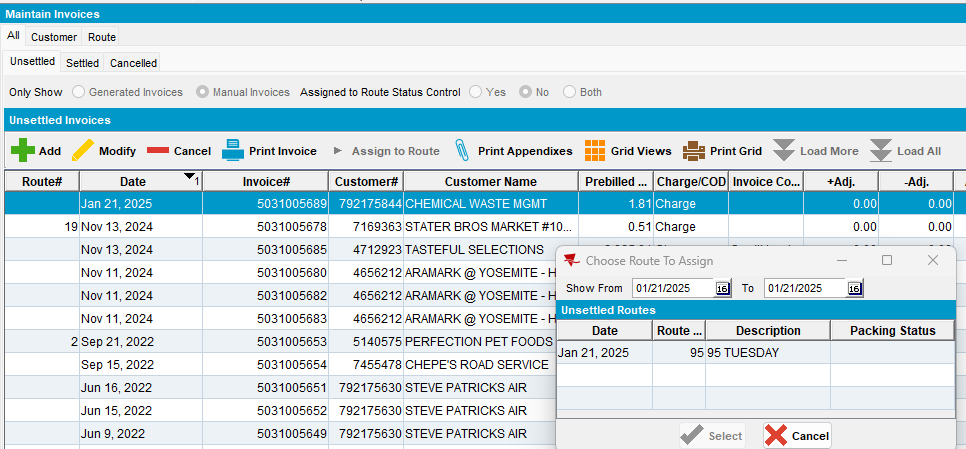 Maintain Invoices
All Customer Route
Unsettled Settled Cancelled
Only Show Generated Invoices Manual Invoices Assigned to Route Status Control Yes No Both
Unsettled Invoices
Add Modify Cancel Print Invoice Assign to Route Print Appendixes Grid Views Print Grid Load More Load All
Route# Date 1 Invoice# Customer# Customer Name Prebilled ... Charge/COD Invoice Co... +Adj. -Adj.
Jan 21, 2025 5031005689 792175844 CHEMICAL WASTE MGMT 1.81 Charge 0.00 0.00
19 Nov 13, 2024 5031005678 7169363 STATER BROS MARKET #10... 0.51 Charge 0.00 0.00
Nov 13, 2024 5031005685 4712923 TASTEFUL SELECTIONS
Nov 11, 2024 5031005680 4656212 ARAMARK @ YOSEMITE - H
Nov 11, 2024 5031005682 4656212 ARAMARK @ YOSEMITE - H
Nov 11, 2024 5031005683 4656212 ARAMARK @ YOSEMITE - H
2 Sep 21, 2022 5031005653 5140575 PERFECTION PET FOODS
Sep 15, 2022 5031005654 7455478 CHEPE'S ROAD SERVICE
Jun 16, 2022 5031005651 792175630 STEVE PATRICKS AIR
Jun 15, 2022 5031005652 792175630 STEVE PATRICKS AIR
Jun 9, 2022 5031005649 792175630 STEVE PATRICKS AIR
Choose Route To Assign
Show From 01/21/2025 16 To 01/21/2025 16
Unsettled Routes
Date Route ... Description Packing Status
Jan 21, 2025 95 95 TUESDAY
Select Cancel